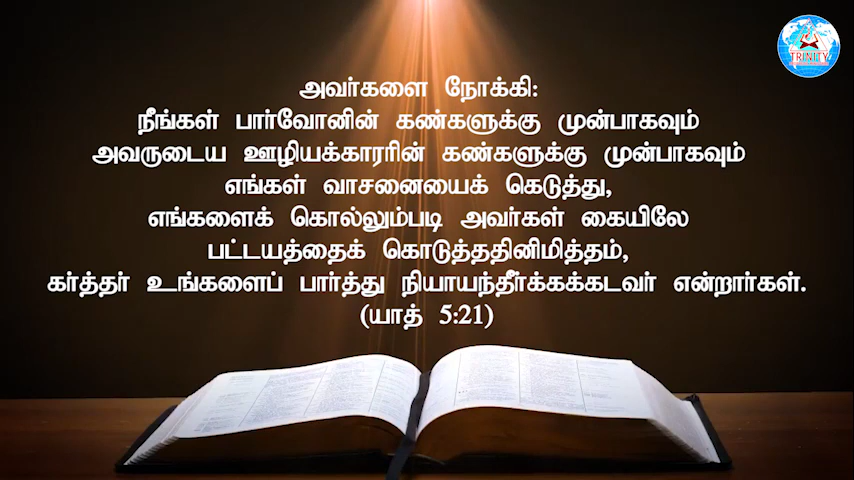 TRINITY
அவர்களை நோக்கி:
நீங்கள் பார்வோனின் கண்களுக்கு முன்பாகவும்
அவருடைய ஊழியக்காரரின் கண்களுக்கு முன்பாகவும்
எங்கள் வாசனையைக் கெடுத்து,
எங்களைக் கொல்லும்படி அவர்கள் கையிலே
பட்டயத்தைக் கொடுத்ததினிமித்தம்,
கர்த்தர் உங்களைப் பார்த்து நியாயந்தீர்க்கக்கடவர் என்றார்கள்.
(யாத் 5:21)